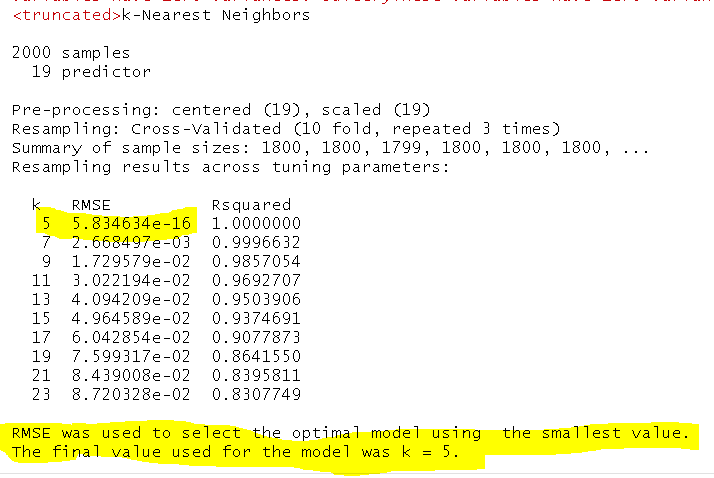 <truncated>k-Nearest Neighbors
2000 samples
19 predictor
Pre-processing: centered (19), scaled (19)
Resampling: Cross-Validated (10 fold, repeated 3 times)
Summary of sample sizes: 1800, 1800, 1799, 1800, 1800, 1800, ...
Resampling results across tuning parameters:
k RMSE Rsquared
5 5.834634e-16 1.0000000
7 2.668497e-03 0.9996632
9 1.729579e-02 0.9857054
11 3.022194e-02 0.9692707
13 4.094209e-02 0.9503906
15 4.964589e-02 0.9374691
17 6.042854e-02 0.9077873
19 7.599317e-02 0.8641550
21 8.439008e-02 0.8395811
23 8.720328e-02 0.8307749
RMSE was used to select the optimal model using  the smallest value.
The final value used for the model was k = 5.